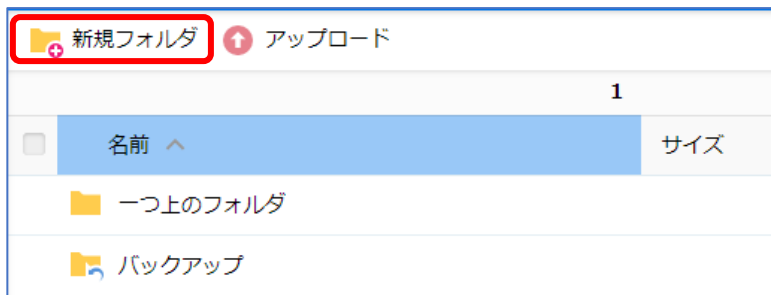 新規フォルダ アップロード
1
名前 サイズ
一つ上のフォルダ
バックアップ